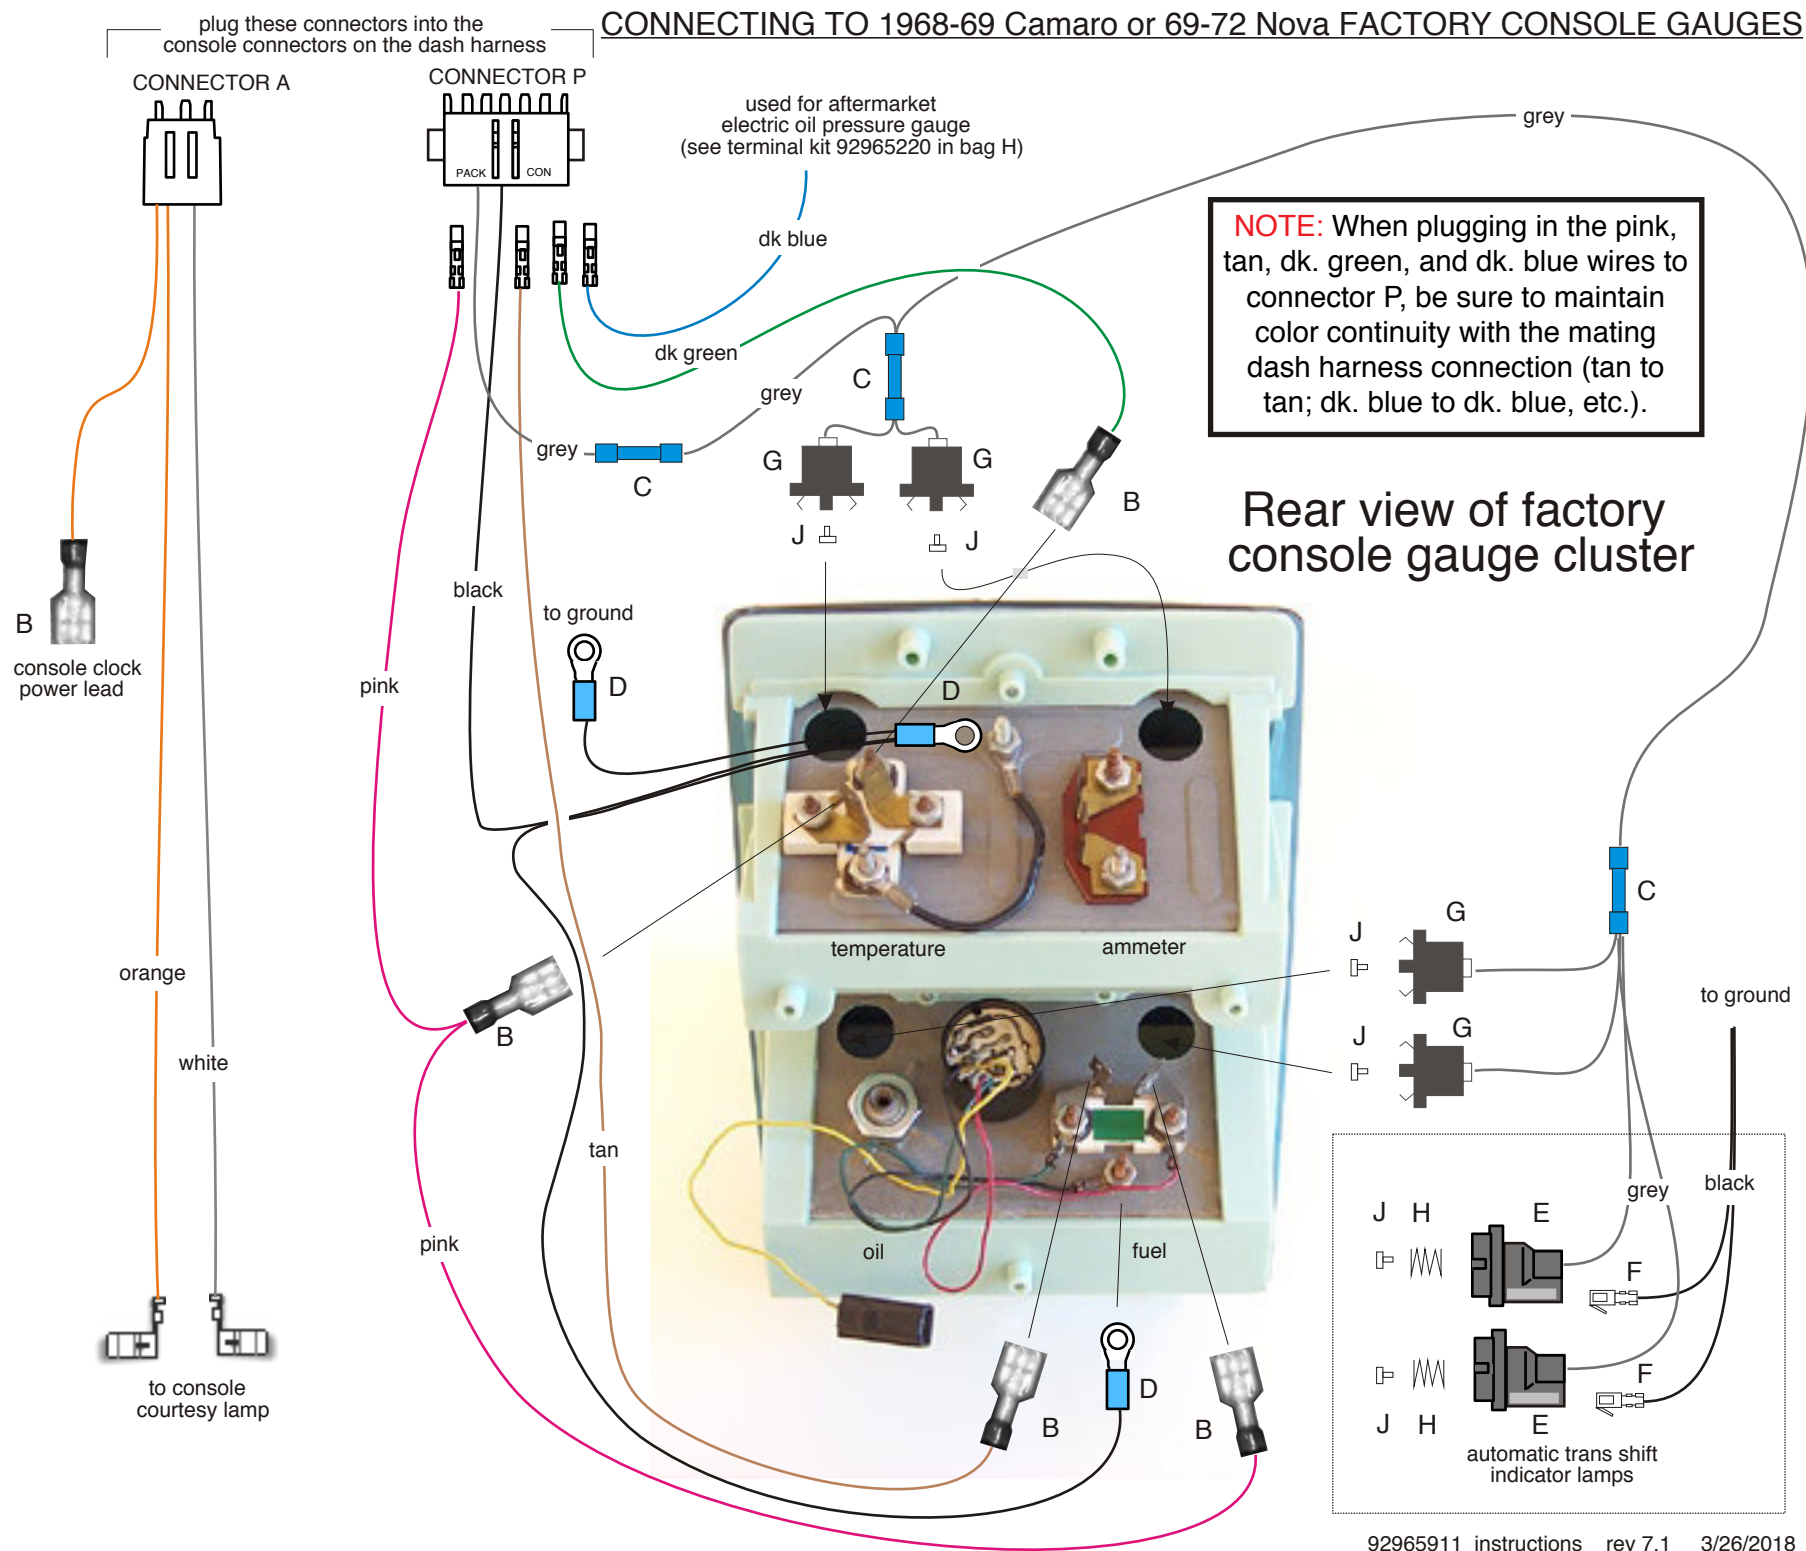 CONNECTING TO 1968-69 Camaro or 69-72 Nova FACTORY CONSOLE GAUGES
plug these connectors into the
console connectors on the dash harness
CONNECTOR A
CONNECTOR P
PACK
CON
used for aftermarket
electric oil pressure gauge
(see terminal kit 92965220 in bag H)
dk blue
grey
NOTE: When plugging in the pink,
tan, dk. green, and dk. blue wires to
connector P, be sure to maintain
color continuity with the mating
dash harness connection (tan to
tan; dk. blue to dk. blue, etc.).
dk green
C
grey
grey
C
G
G
B
J
J
Rear view of factory
console gauge cluster
black
to ground
B
console clock
power lead
pink
D
D
C
temperature
ammeter
G
J
orange
to ground
B
J
G
white
tan
grey
black
pink
oil
fuel
J
H
E
F
to console
courtesy lamp
D
B
B
F
J
H
E
automatic trans shift
indicator lamps
92965911 instructions rev 7.1 3/26/2018